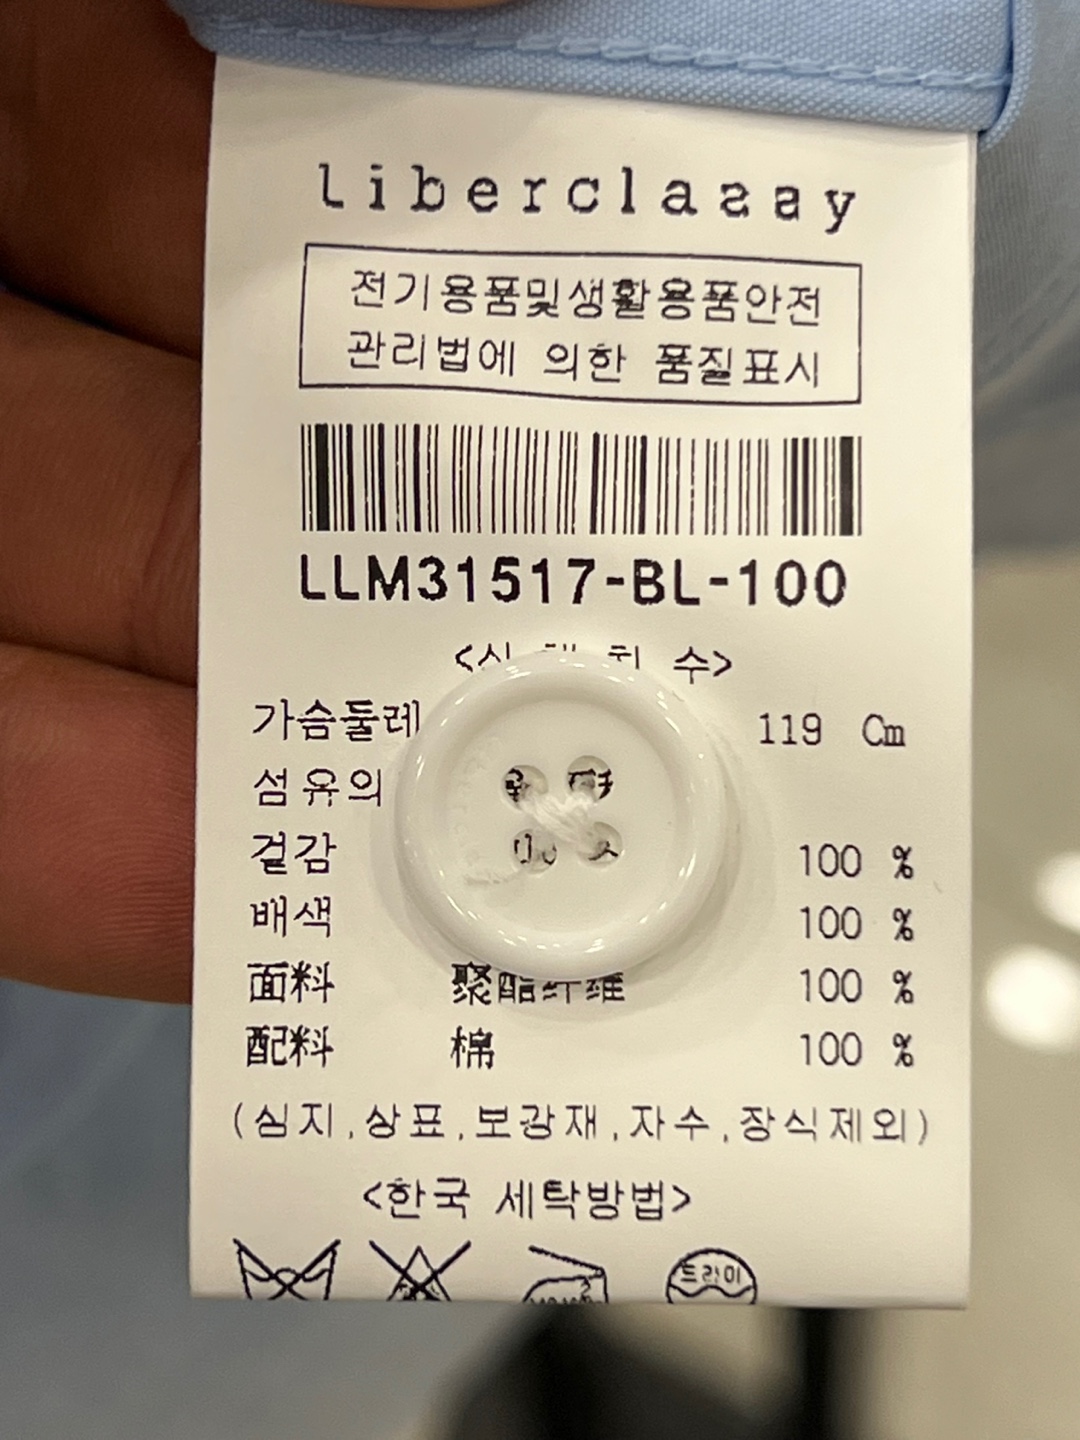 Liberclassy
전기용품및생활용품안전
관리법에 의한 품질표시
LLM31517-BL-100
수>
가슴둘레 119 Cm
섬유의
겉감 100 %
배색 100 %
面料 聚酯纤维 100 %
配料 棉 100 %
(심지,상표,보강재,자수,장식제외)
<한국 세탁방법>
드라이